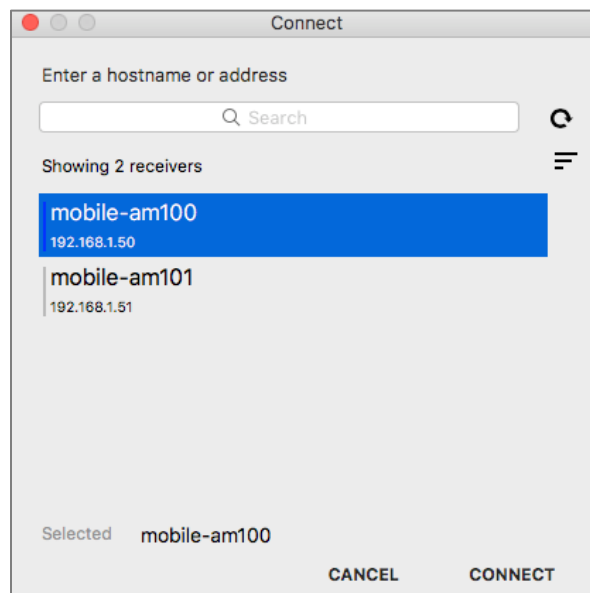 Connect
Enter a hostname or address
Search
Showing 2 receivers
mobile-am100
192.168.1.50
mobile-am101
192.168.1.51
Selected mobile-am100
CANCEL CONNECT